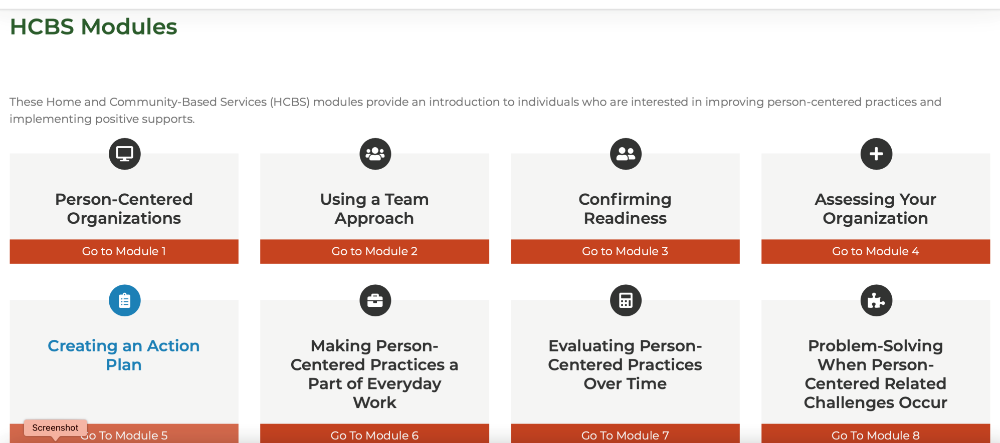 HCBS Modules
These Home and Community-Based Services (HCBS) modules provide an introduction to individuals who are interested in improving person-centered practices and
implementing positive supports.
Person-Centered
Organizations
Go to Module 1
Using a Team
Approach
Go to Module 2
Confirming
Readiness
Go to Module 3
Assessing Your
Organization
Go to Module 4
Creating an Action
Plan
Go To Module 5
Making Person-
Centered Practices a
Part of Everyday
Work
Go To Module 6
Evaluating Person-
Centered Practices
Over Time
Go To Module 7
Problem-Solving
When Person-
Centered Related
Challenges Occur
Go To Module 8
Screenshot